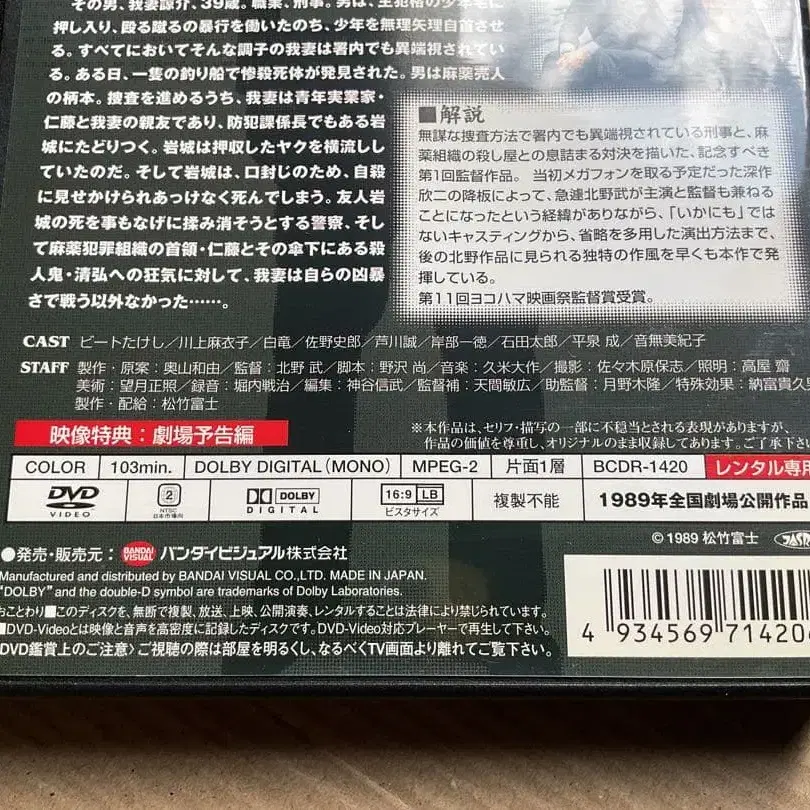 その男、我妻諒介、39歳。職業、刑事。男は、主犯格の少年宅に
押し入り、殴る蹴るの暴行を働いたのち、少年を無理矢理自首させ
る。すべてにおいてそんな調子の我妻は署内でも異端視されてい
る。ある日、一隻の釣り船で惨殺死体が発見された。男は麻薬売人
の柄本。捜査を進めるうち、我妻は青年実業家・
仁藤と我妻の親友であり、防犯課係長でもある岩
城にたどりつく。岩城は押収したヤクを横流しし
ていたのだ。そして岩城は、口封じのため、自殺
に見せかけられあっけなく死んでしまう。友人岩
城の死を事もなげに揉み消そうとする警察、そし
て麻薬犯罪組織の首領・仁藤とその傘下にある殺
人鬼・清弘への狂気に対して、我妻は自らの凶暴
さで戦う以外なかった……。
■解説
無謀な捜査方法で署内でも異端視されている刑事と、麻
薬組織の殺し屋との息詰まる対決を描いた、記念すべき
第1回監督作品。当初メガフォンを取る予定だった深作
欣二の降板によって、急遽北野武が主演と監督も兼ねる
ことになったという経緯がありながら、「いかにも」では
ないキャスティングから、省略を多用した演出方法まで、
後の北野作品に見られる独特の作風を早くも本作で発
揮している。
第11回ヨコハマ映画祭監督賞受賞。
CAST ビートたけし／川上麻衣子／白竜／佐野史郎／芦川誠／岸部一徳／石田太郎／平泉 成／音無美紀子
STAFF 製作・原案：奥山和由／監督：北野 武／脚本：野沢 尚／音楽：久米大作／撮影：佐々木原保志／照明：高屋 齋
美術：望月正照／録音：堀内戦治／編集：神谷信武／監督補：天間敏広／助監督：月野木隆／特殊効果：納富貴久
製作・配給：松竹富士
映像特典：劇場予告編
※本作品は、セリフ・描写の一部に不穏当とされる表現がありますが、
作品の価値を尊重し、オリジナルのまま収録してあります。ご了承下さい
COLOR 103min. DOLBY DIGITAL（MONO） MPEG-2 片面1層 BCDR-1420 レンタル専用
DVD VIDEO 2 NTSC 日本市場向 DOLBY DIGITAL 16:9 LB ビスタサイズ 複製不能 1989年全国劇場公開作品
© 1989 松竹富士 JASR
●発売・販売元： BANDAI VISUAL バンダイビジュアル株式会社
Manufactured and distributed by BANDAI VISUAL CO.,LTD. MADE IN JAPAN.
"DOLBY" and the double-D symbol are trademarks of Dolby Laboratories.
おことわり■このディスクを、無断で複製、放送、上映、公開演奏、レンタルすることは法律により禁じられています。
■DVD-Videoとは映像と音声を高密度に記録したディスクです。DVD-Video対応プレーヤーで再生して下さい。
DVD鑑賞上のご注意〉ご視聴の際は部屋を明るくし、なるべくTV画面より離れてご覧下さい。
4 934569 71420